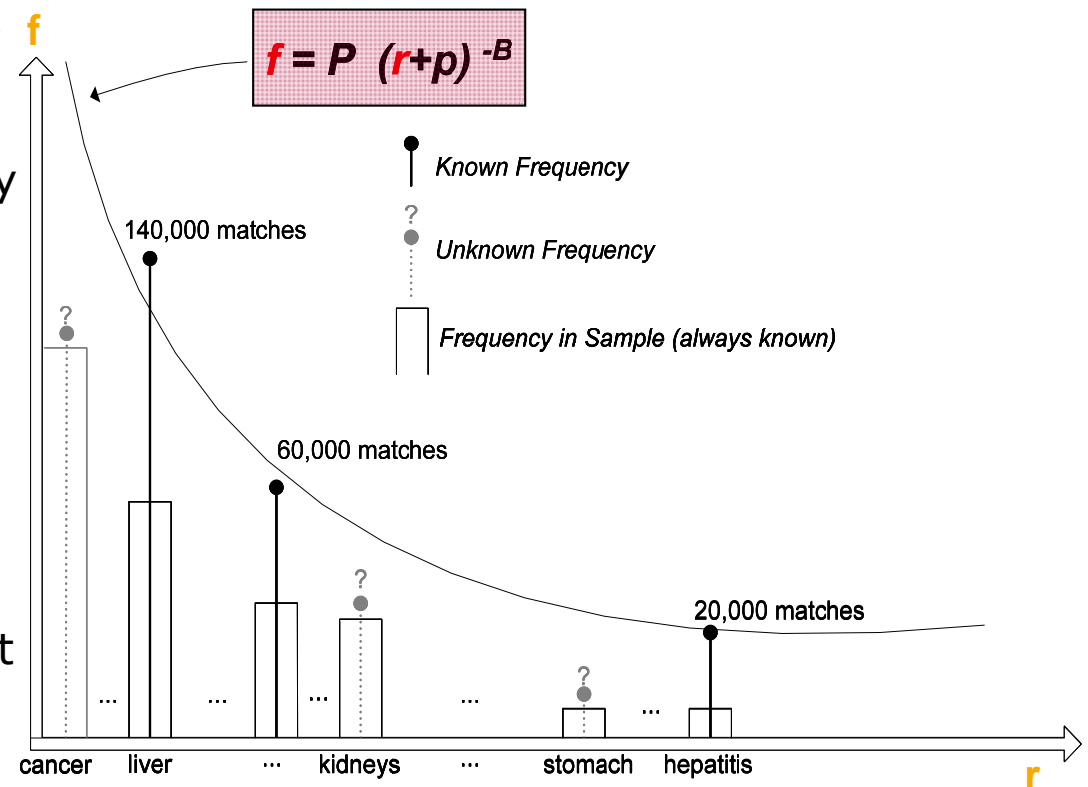 f
f = P (r+p) -B
y
Known Frequency
140,000 matches
?
Unknown Frequency
?
Frequency in Sample (always known)
60,000 matches
?
20,000 matches
t
?
... ... ... ... ...
cancer liver ... kidneys ... stomach hepatitis
r